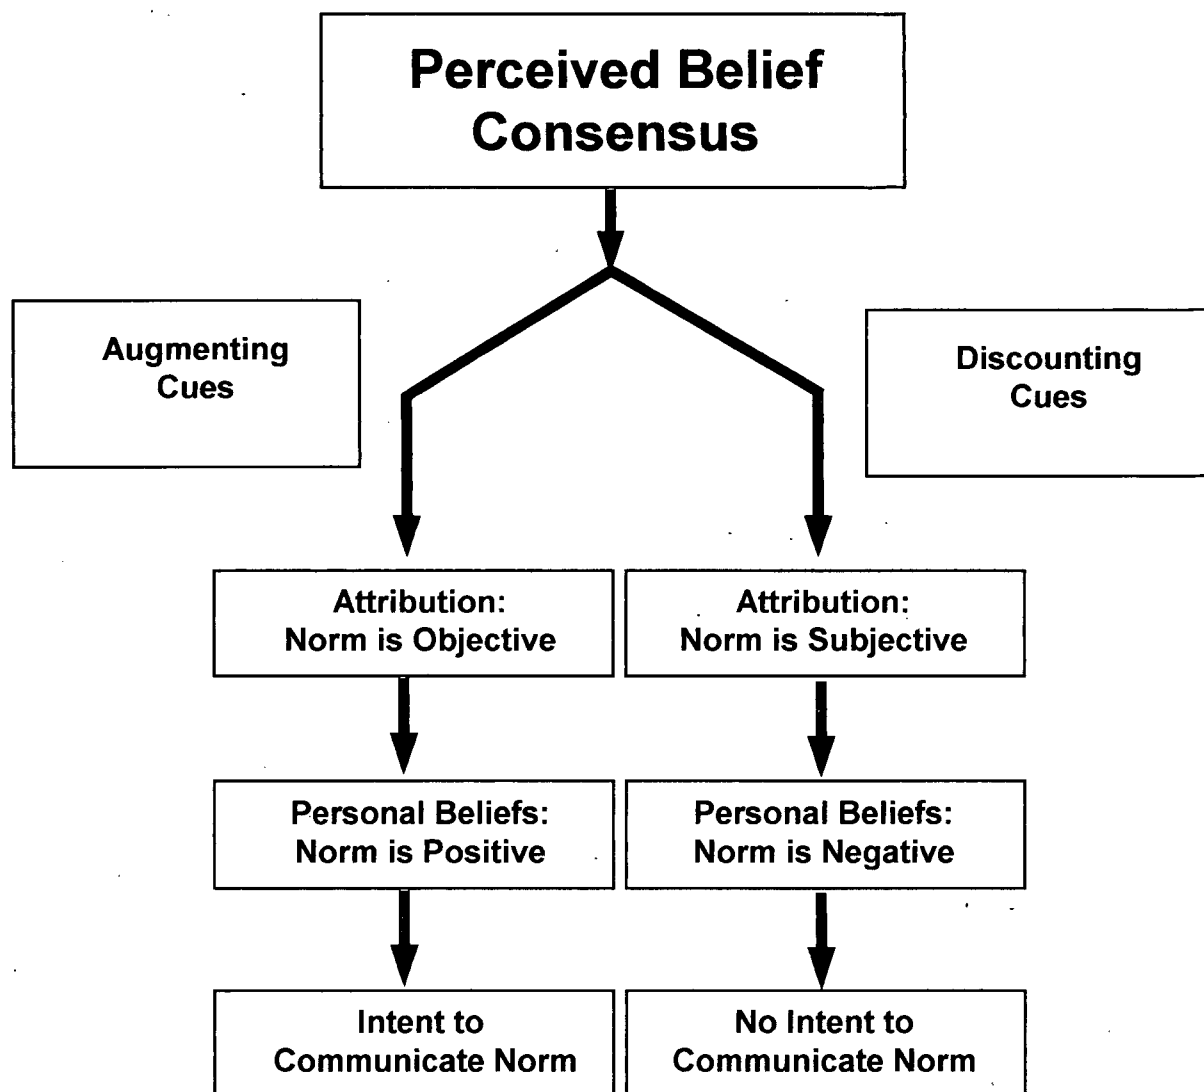 Perceived Belief
Consensus
Augmenting
Cues
Discounting
Cues
Attribution:
Norm is Objective
Attribution:
Norm is Subjective
Personal Beliefs:
Norm is Positive
Personal Beliefs:
Norm is Negative
Intent to
Communicate Norm
No Intent to
Communicate Norm